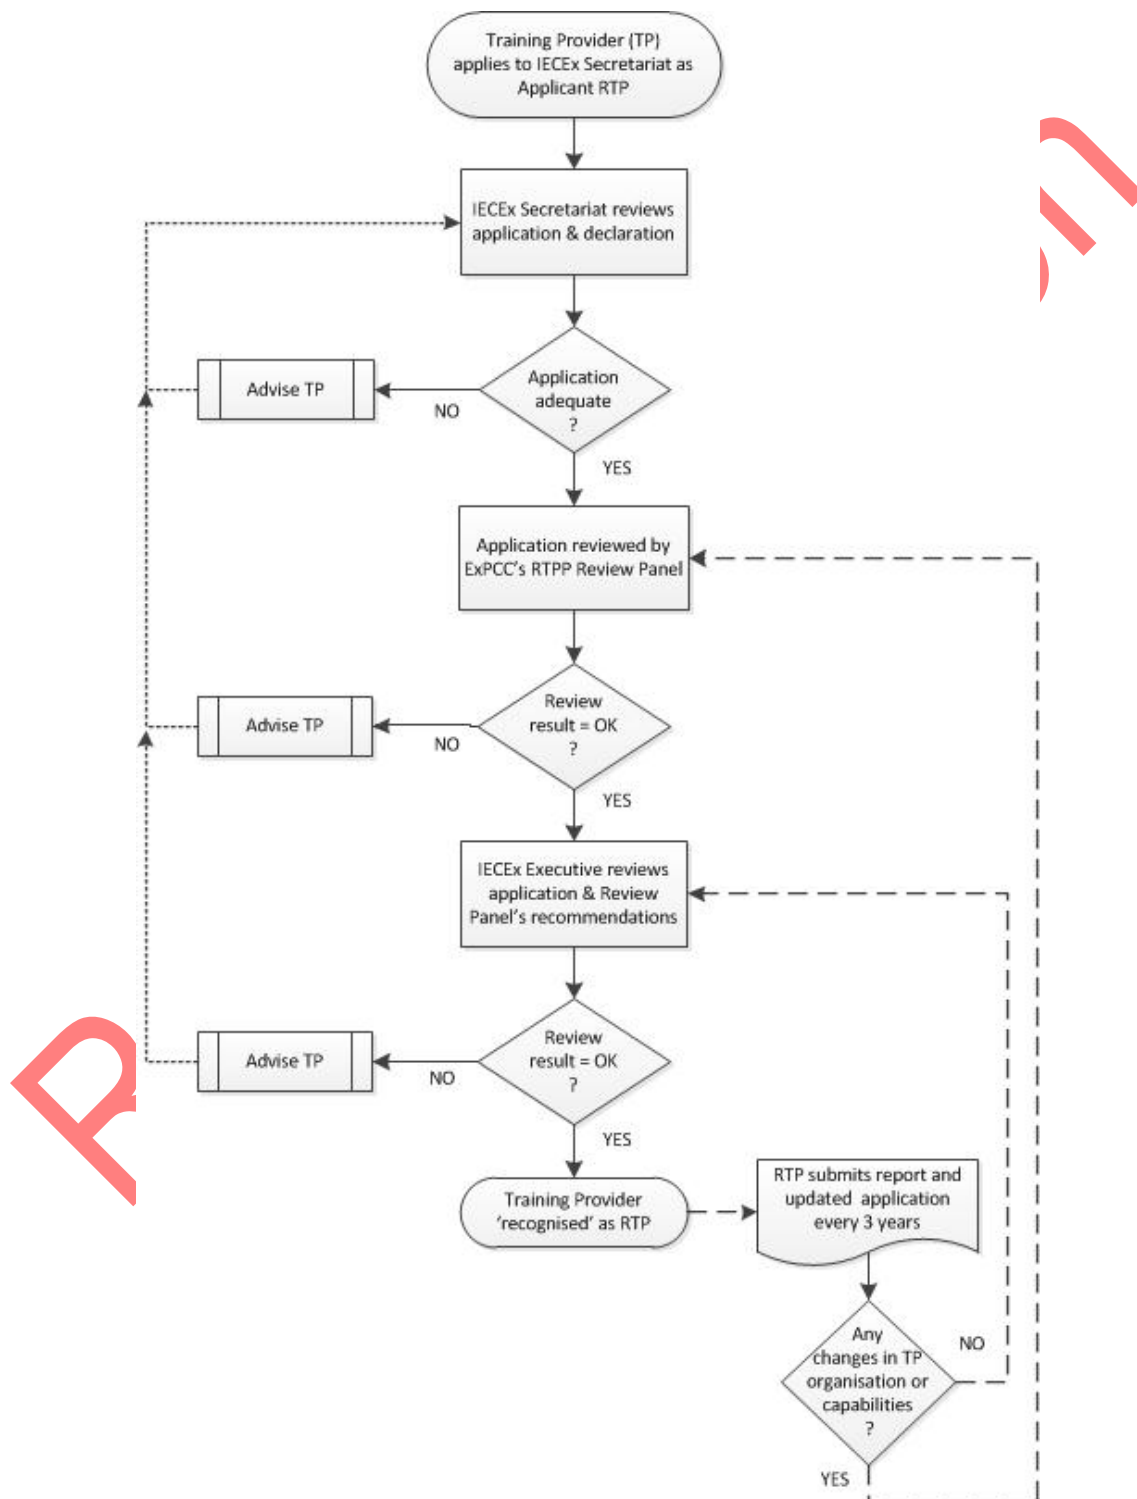 Training Provider (TP)
applies to IECEx Secretariat as
Applicant RTP
IECEx Secretariat reviews
application & declaration
Advise TP
NO
Application
adequate
?
YES
Application reviewed by
ExPCC's RTPP Review Panel
Advise TP
NO
Review
result = OK
?
YES
IECEx Executive reviews
application & Review
Panel's recommendations
Advise TP
NO
Review
result = OK
?
YES
Training Provider
'recognised' as RTP
RTP submits report and
updated application
every 3 years
Any
changes in TP
organisation or
capabilities
?
NO
YES